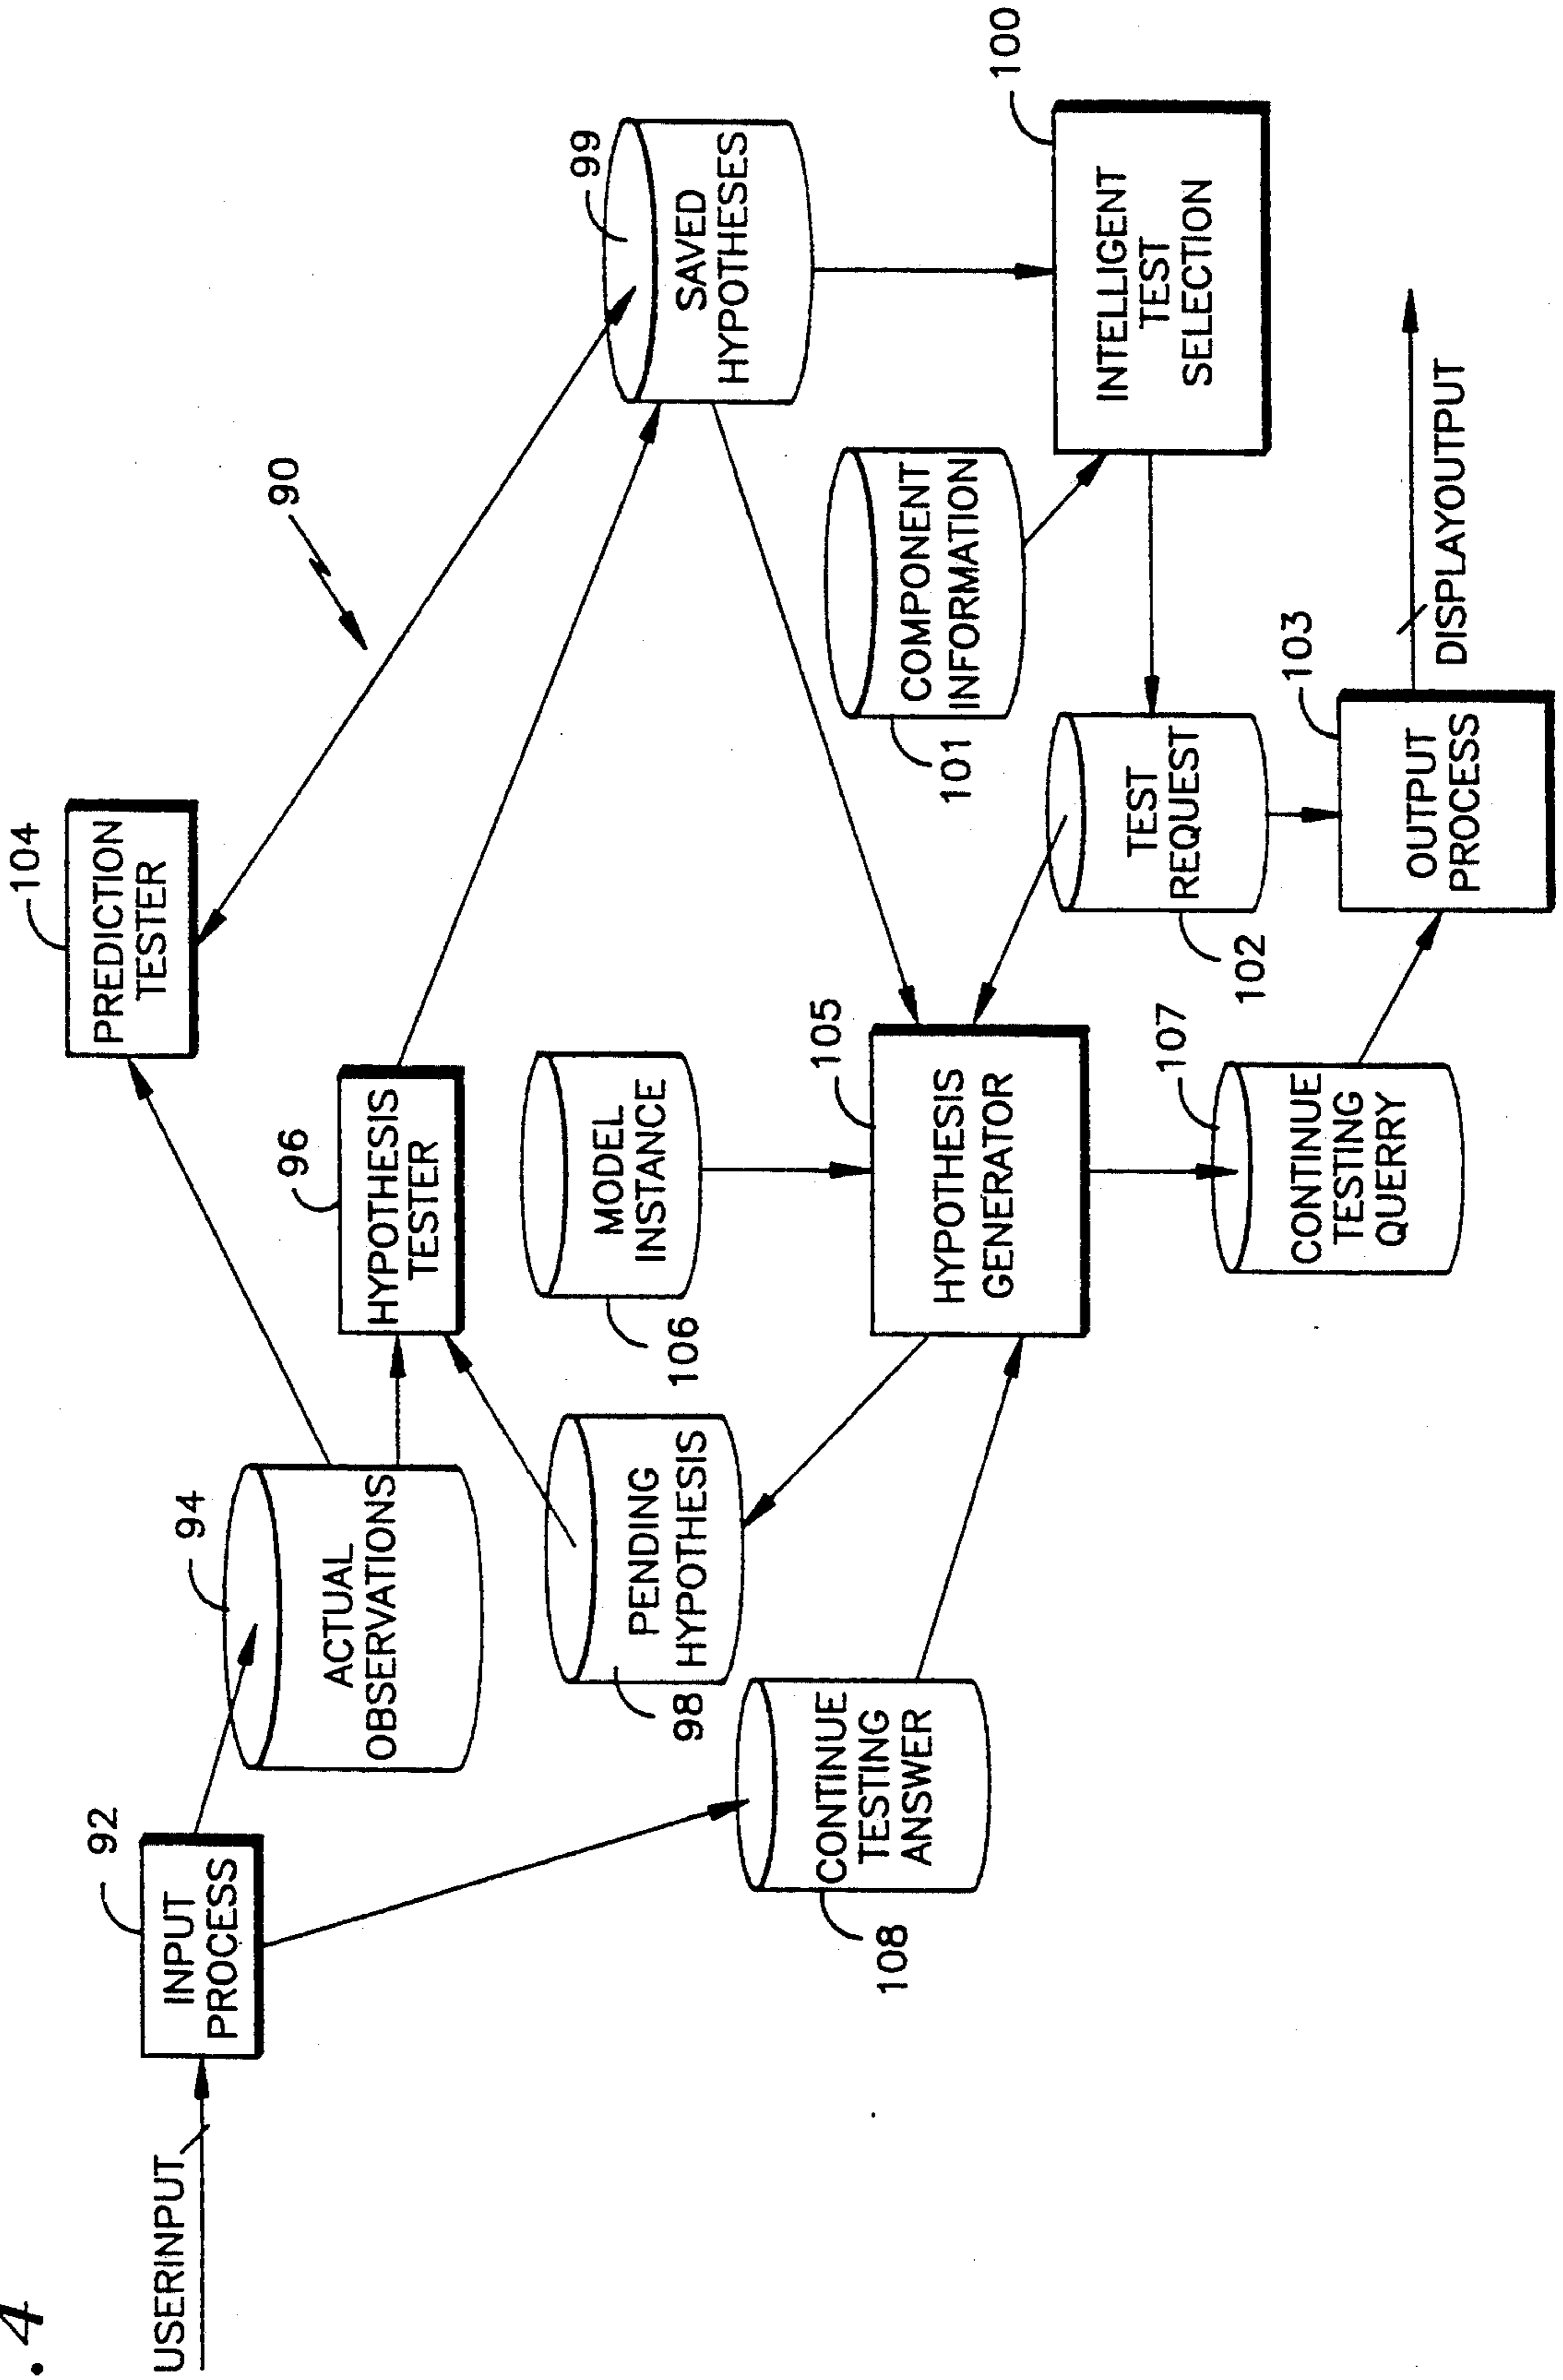 .4
USERINPUT
92
INPUT
PROCESS
94
ACTUAL
OBSERVATIONS
104
PREDICTION
TESTER
90
96
HYPOTHESIS
TESTER
99
SAVED
HYPOTHESES
98
PENDING
HYPOTHESIS
106
MODEL
INSTANCE
108
CONTINUE
TESTING
ANSWER
105
HYPOTHESIS
GENERATOR
101
COMPONENT
INFORMATION
100
INTELLIGENT
TEST
SELECTION
102
TEST
REQUEST
107
CONTINUE
TESTING
QUERRY
103
OUTPUT
PROCESS
DISPLAYOUTPUT